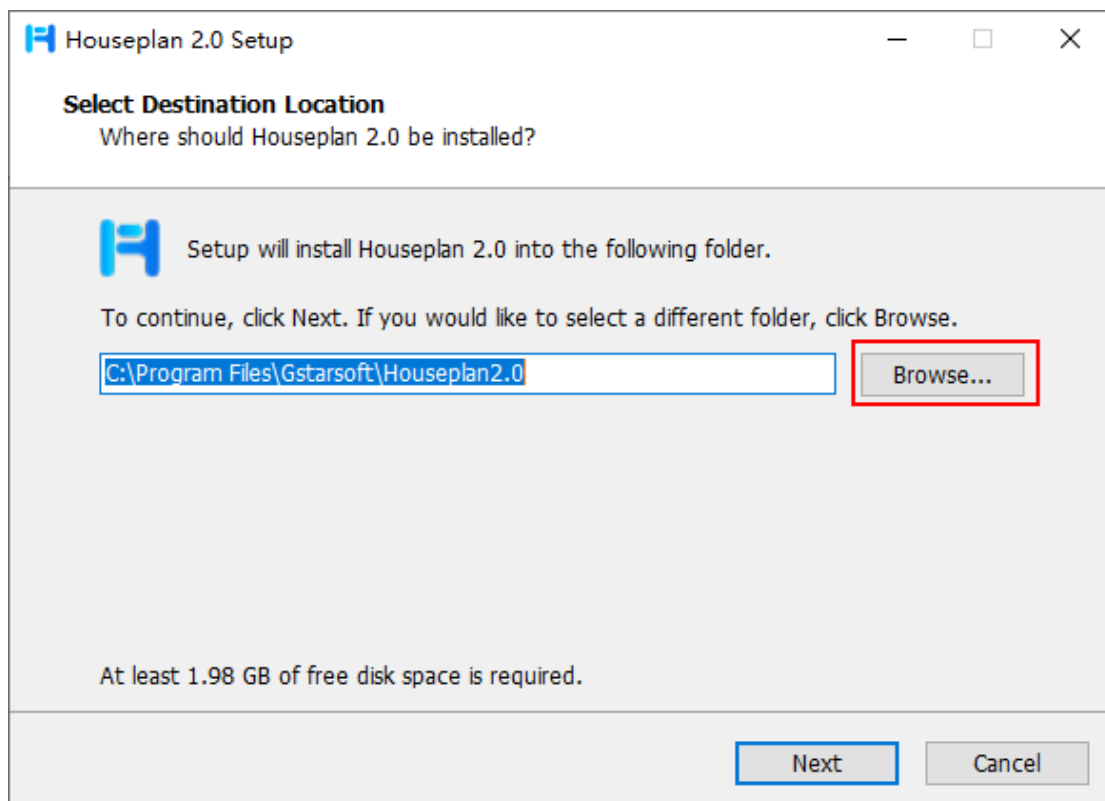 Houseplan 2.0 Setup
Select Destination Location
Where should Houseplan 2.0 be installed?
Setup will install Houseplan 2.0 into the following folder.
To continue, click Next. If you would like to select a different folder, click Browse.
C:\Program Files\Gstarsoft\Houseplan2.0
Browse...
At least 1.98 GB of free disk space is required.
Next
Cancel